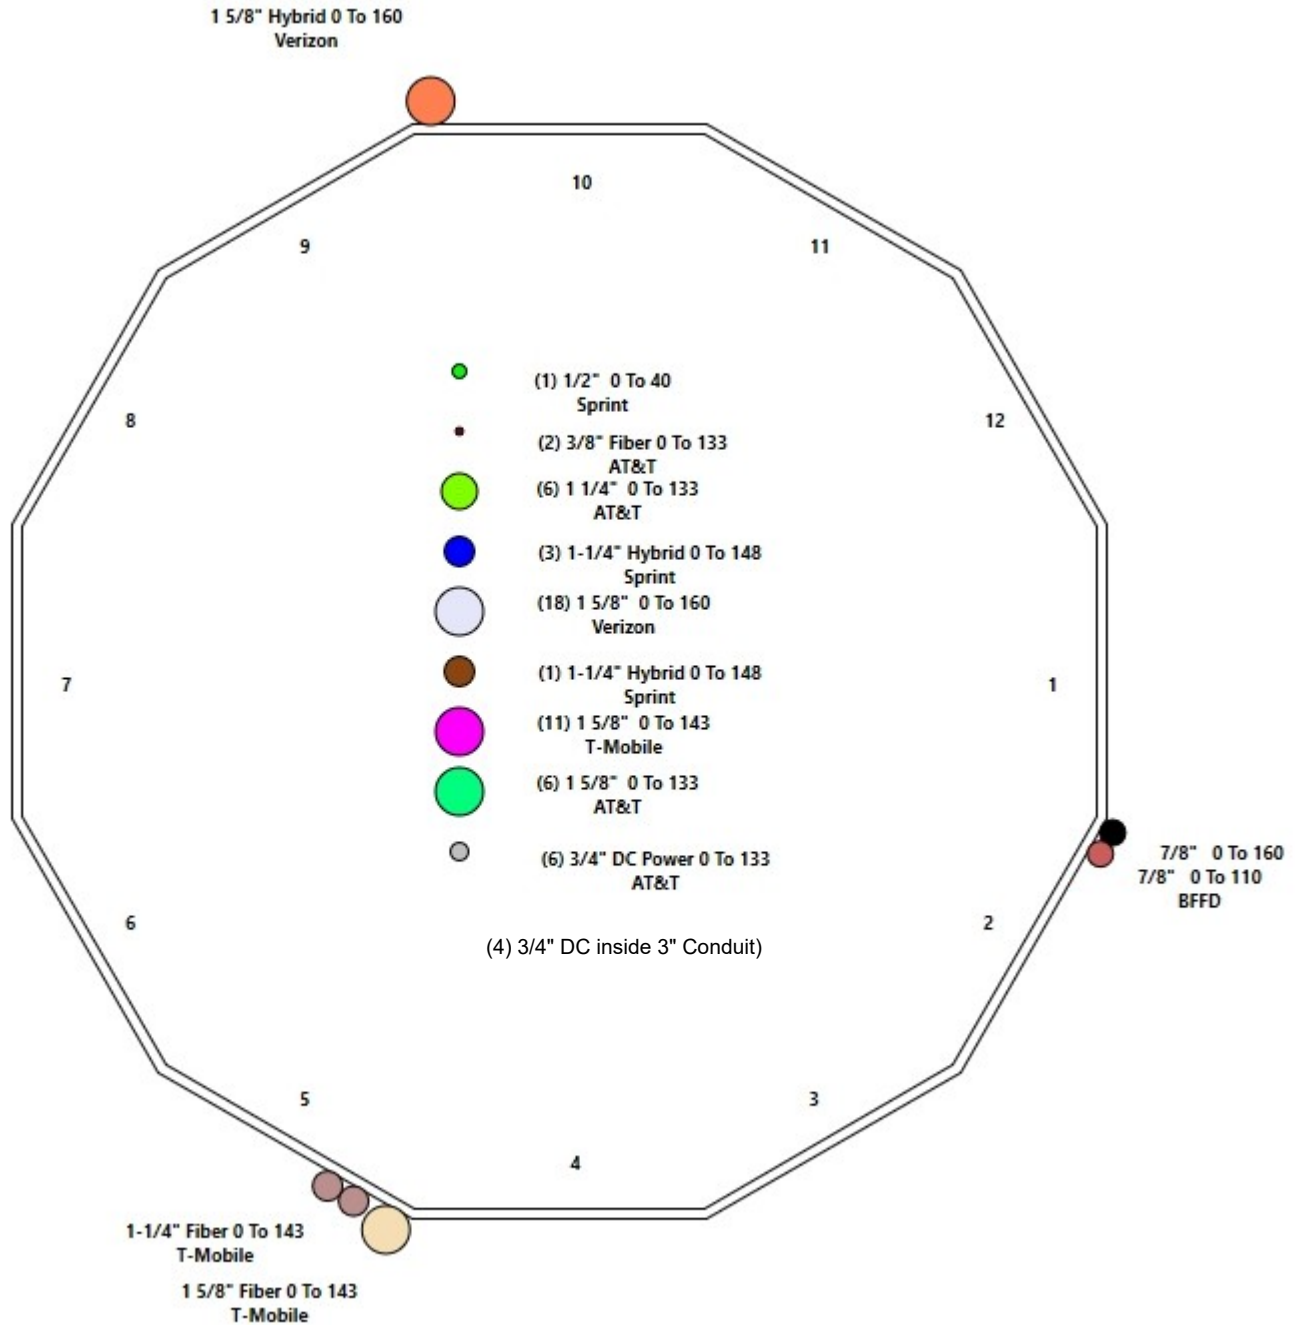 1 5/8" Hybrid 0 To 160
Verizon
10
9
11
(1) 1/2" 0 To 40
Sprint
8
12
(2) 3/8" Fiber 0 To 133
AT&T
(6) 1 1/4" 0 To 133
AT&T
(3) 1-1/4" Hybrid 0 To 148
Sprint
(18) 1 5/8" 0 To 160
Verizon
(1) 1-1/4" Hybrid 0 To 148
Sprint
7
1
(11) 1 5/8" 0 To 143
T-Mobile
(6) 1 5/8" 0 To 133
AT&T
(6) 3/4" DC Power 0 To 133
AT&T
7/8" 0 To 160
7/8" 0 To 110
BFFD
6
2
(4) 3/4" DC inside 3" Conduit)
5
3
4
1-1/4" Fiber 0 To 143
T-Mobile
1 5/8" Fiber 0 To 143
T-Mobile